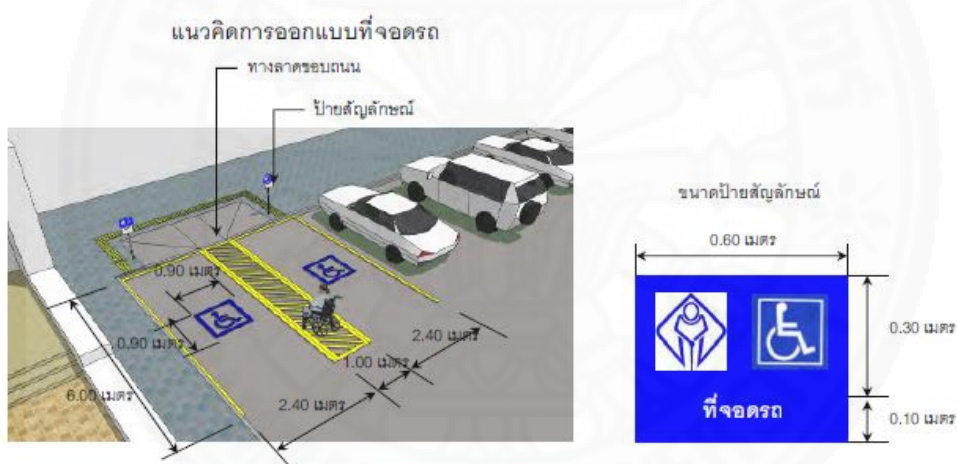 แนวคิดการออกแบบที่จอดรถ
ทางลาดขอบถนน
ป้ายสัญลักษณ์
0.90 เมตร
0.90 เมตร
6.00 เมตร
2.40 เมตร
1.00 เมตร
2.40 เมตร
ขนาดป้ายสัญลักษณ์
0.60 เมตร
0.30 เมตร
ที่จอดรถ
0.10 เมตร